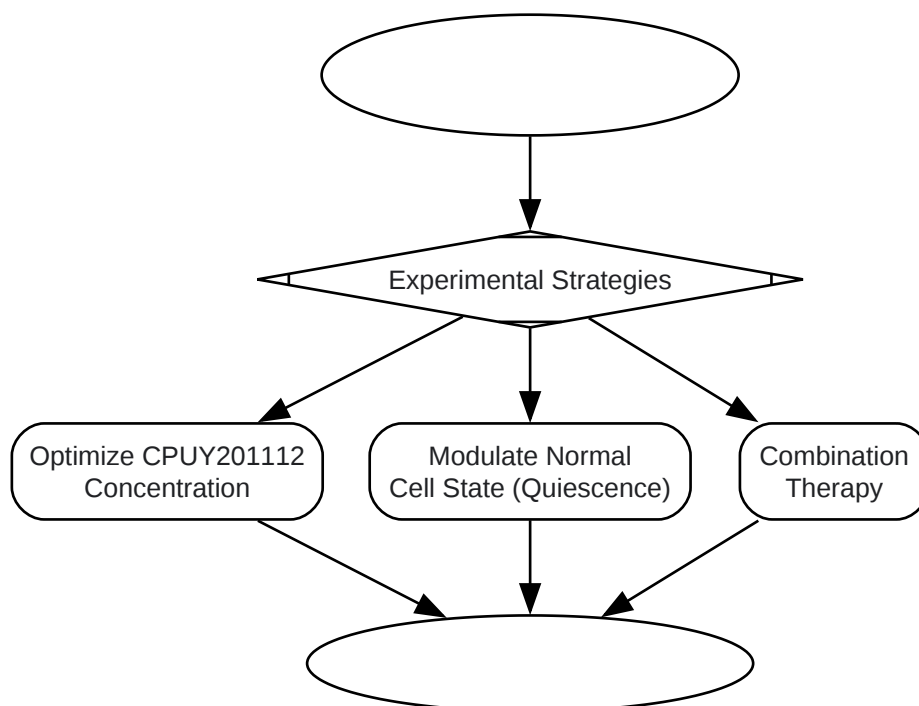 Experimental Strategies
Optimize CPUY201112
Concentration
Modulate Normal
Cell State (Quiescence)
Combination
Therapy